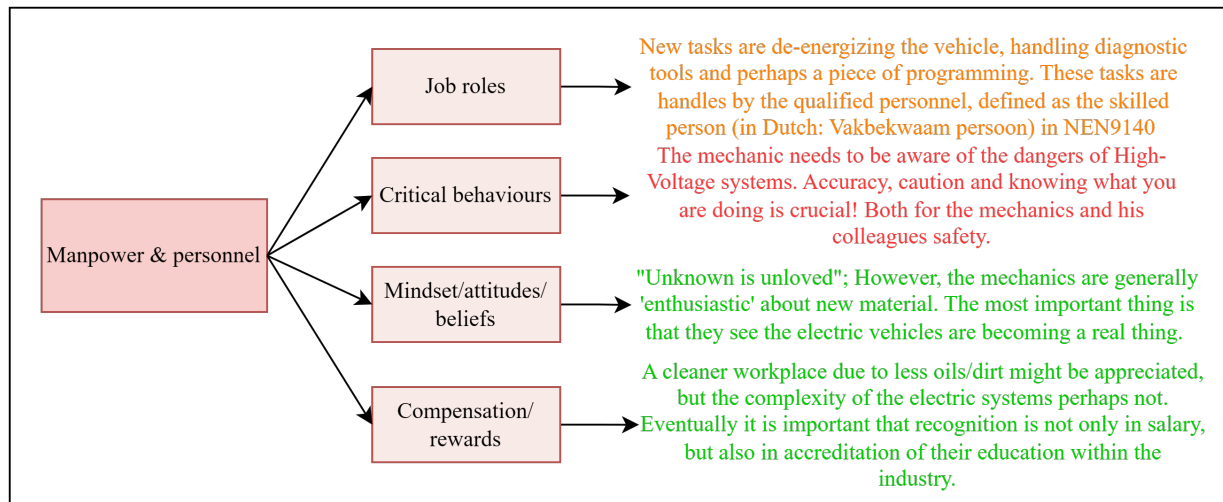 Manpower & personnel
Job roles
New tasks are de-energizing the vehicle, handling diagnostic
tools and perhaps a piece of programming. These tasks are
handles by the qualified personnel, defined as the skilled
person (in Dutch: Vakbekwaam persoon) in NEN9140
Critical behaviours
The mechanic needs to be aware of the dangers of High-
Voltage systems. Accuracy, caution and knowing what you
are doing is crucial! Both for the mechanics and his
colleagues safety.
Mindset/attitudes/
beliefs
"Unknown is unloved"; However, the mechanics are generally
'enthusiastic' about new material. The most important thing is
that they see the electric vehicles are becoming a real thing.
Compensation/
rewards
A cleaner workplace due to less oils/dirt might be appreciated,
but the complexity of the electric systems perhaps not.
Eventually it is important that recognition is not only in salary,
but also in accreditation of their education within the
industry.